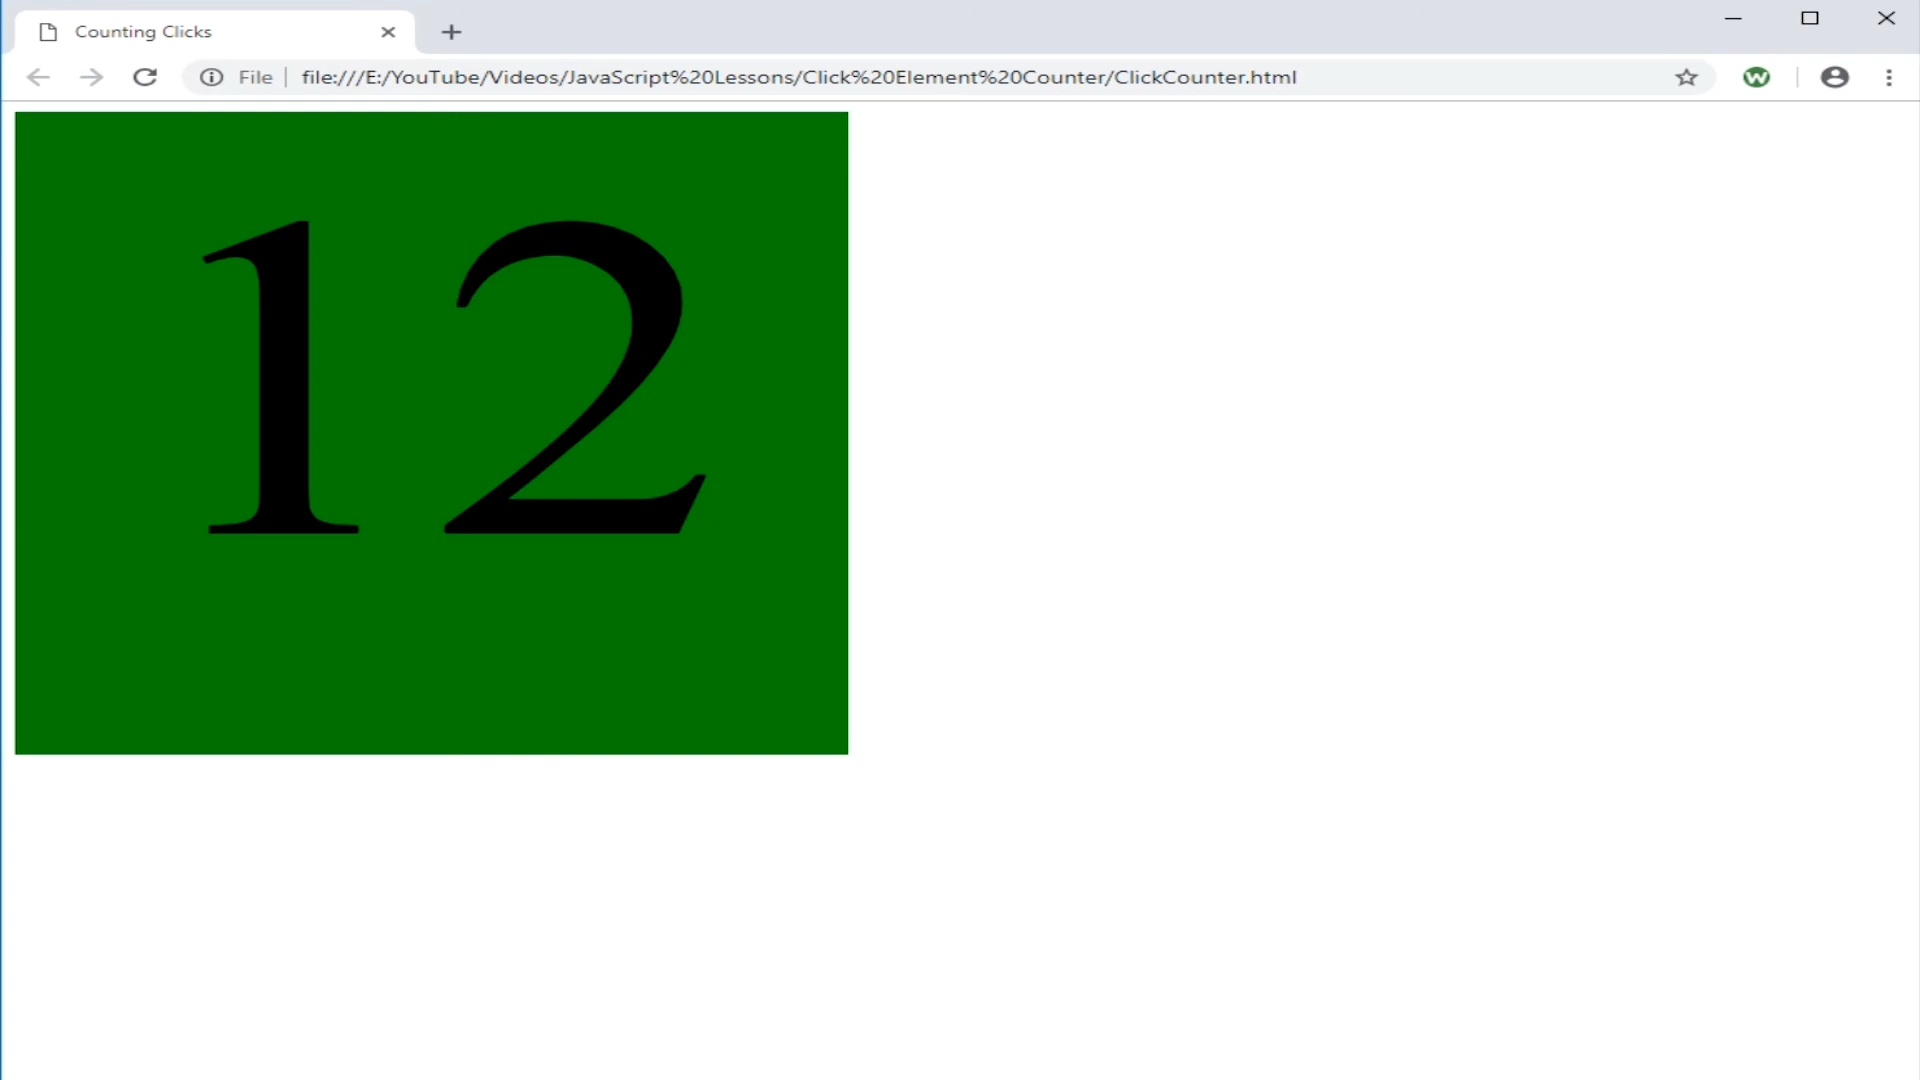 Counting Clicks
File file:///E:/YouTube/Videos/JavaScript%20Lessons/Click%20Element%20Counter/ClickCounter.html
W
12